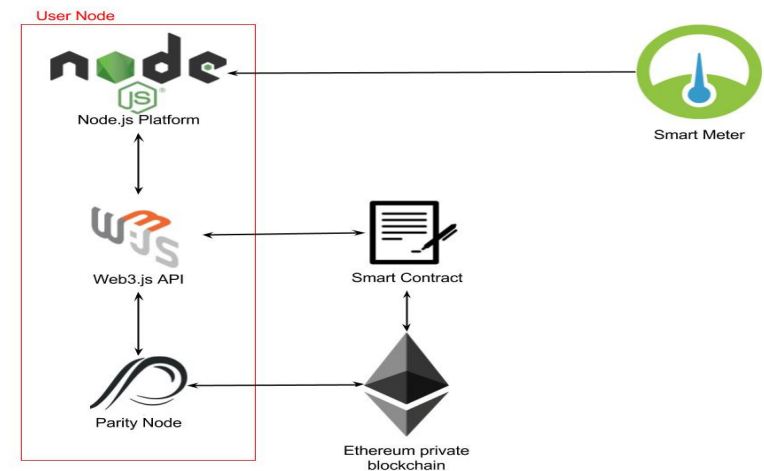 User Node
node
JS
®
Node.js Platform
Smart Meter
W3JS
Web3.js API
Smart Contract
Parity Node
Ethereum private
blockchain